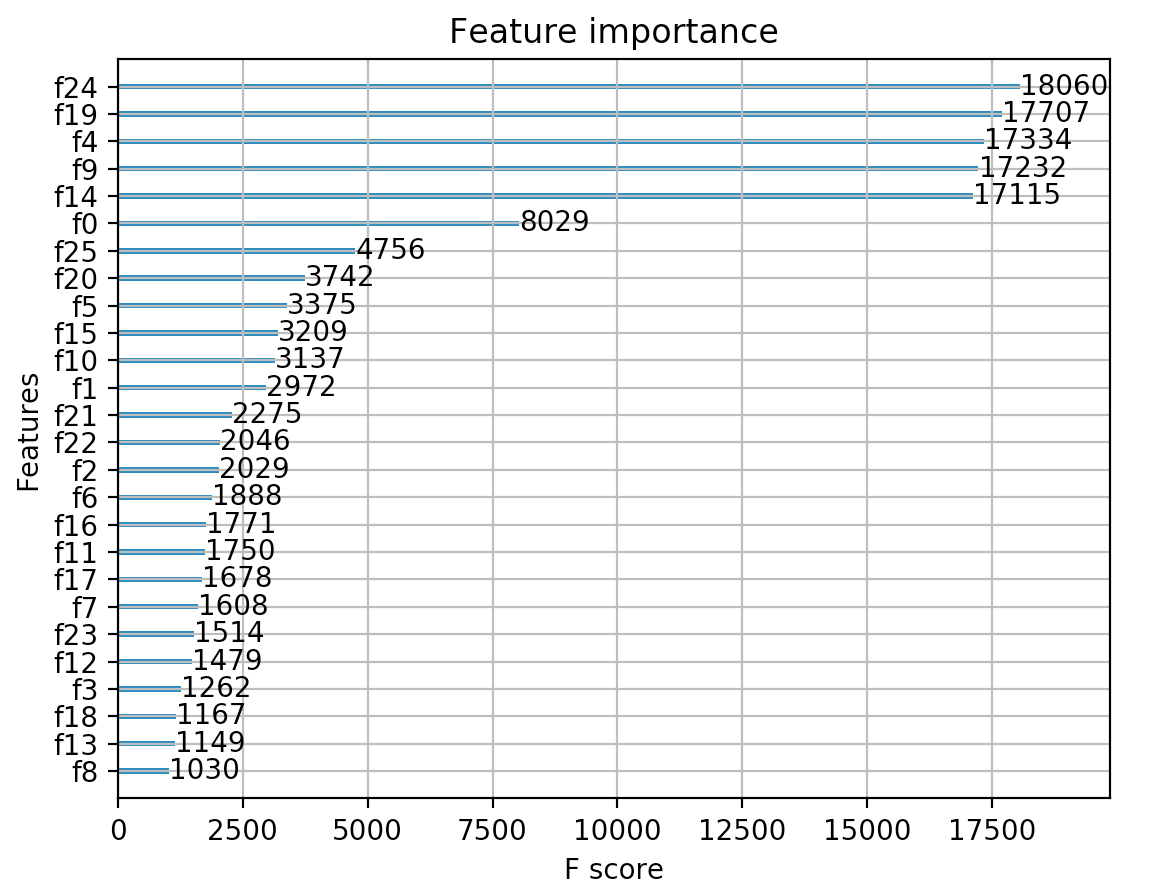 Feature importance
f24 18060
f19 17707
f4 17334
f9 17232
f14 17115
f0 8029
f25 4756
f20 3742
f5 3375
f15 3209
f10 3137
f1 2972
f21 2275
f22 2046
f2 2029
f6 1888
f16 1771
f11 1750
f17 1678
f7 1608
f23 1514
f12 1479
f3 1262
f18 1167
f13 1149
f8 1030
Features
0 2500 5000 7500 10000 12500 15000 17500
F score